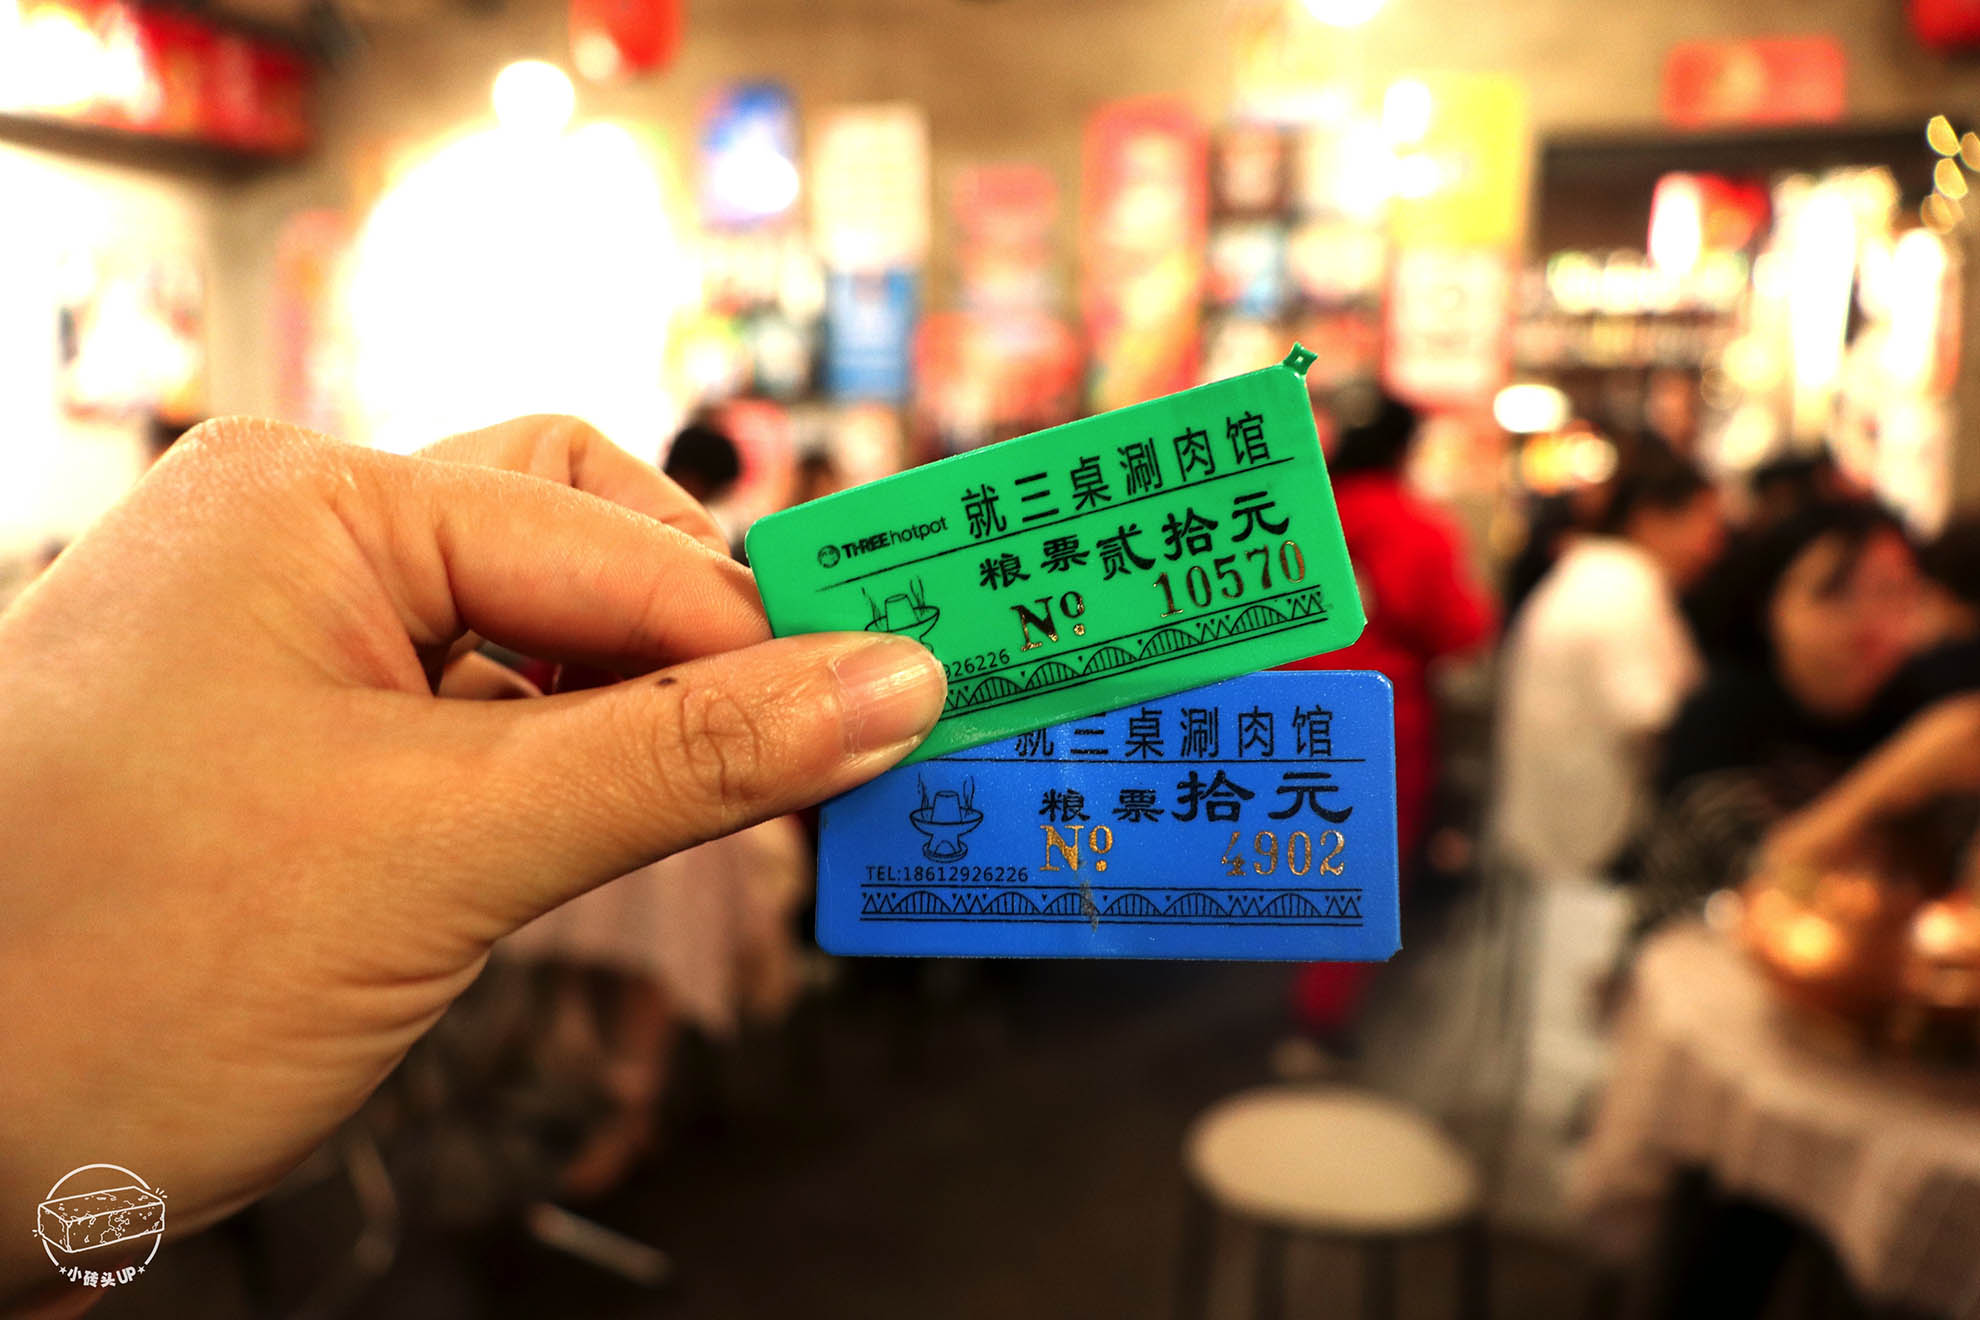 THREEhotpot 就三桌涮肉馆
粮票贰拾元
№ 10570
926226
就三桌涮肉馆
粮票拾元
№ 4902
TEL:18612926226
小砖头UP